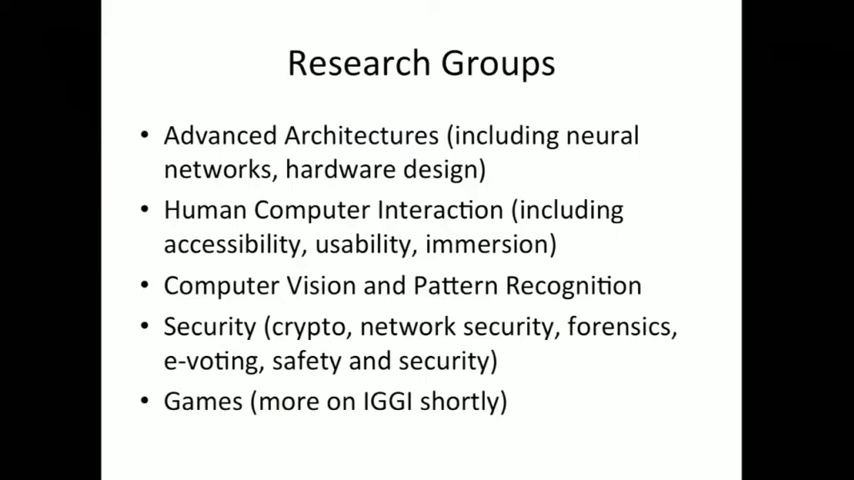 Research Groups
• Advanced Architectures (including neural
networks, hardware design)
• Human Computer Interaction (including
accessibility, usability, immersion)
• Computer Vision and Pattern Recognition
• Security (crypto, network security, forensics,
e-voting, safety and security)
• Games (more on IGGI shortly)